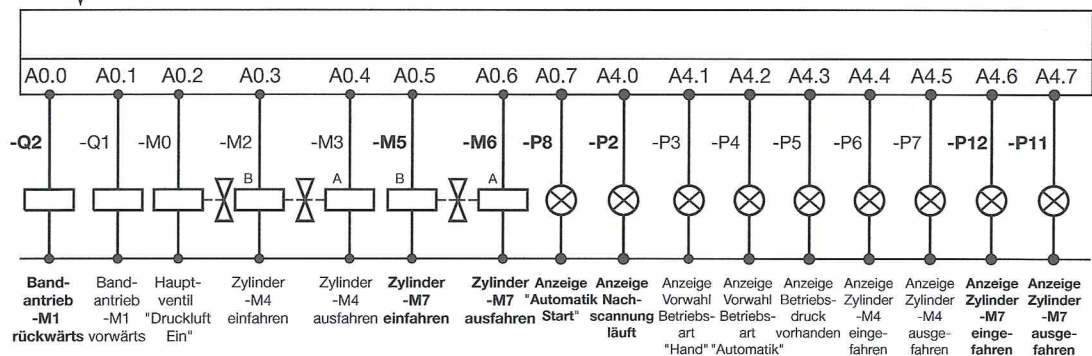 A0.0 A0.1 A0.2 A0.3 A0.4 A0.5 A0.6 A0.7 A4.0 A4.1 A4.2 A4.3 A4.4 A4.5 A4.6 A4.7
-Q2 -Q1 -M0 -M2 -M3 -M5 -M6 -P8 -P2 -P3 -P4 -P5 -P6 -P7 -P12 -P11
B A B A
Band-
antrieb
-M1
rückwärts
Band-
antrieb
-M1
vorwärts
Haupt-
ventil
"Druckluft
Ein"
Zylinder
-M4
einfahren
Zylinder
-M4
ausfahren
Zylinder
-M7
einfahren
Zylinder
-M7
ausfahren
Anzeige
"Automatik
Start"
Anzeige
Nach-
scannung
läuft
Anzeige
Vorwahl
Betriebs-
art
"Hand"
Anzeige
Vorwahl
Betriebs-
art
"Automatik"
Anzeige
Betriebs-
druck
vorhanden
Anzeige
Zylinder
-M4
einge-
fahren
Anzeige
Zylinder
-M4
ausge-
fahren
Anzeige
Zylinder
-M7
einge-
fahren
Anzeige
Zylinder
-M7
ausge-
fahren